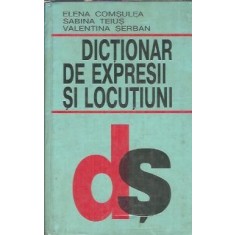 ELENA COMȘULEA
SABINA TEIUȘ
VALENTINA ȘERBAN
DICȚIONAR
DE EXPRESII
ȘI LOCUȚIUNI
dș